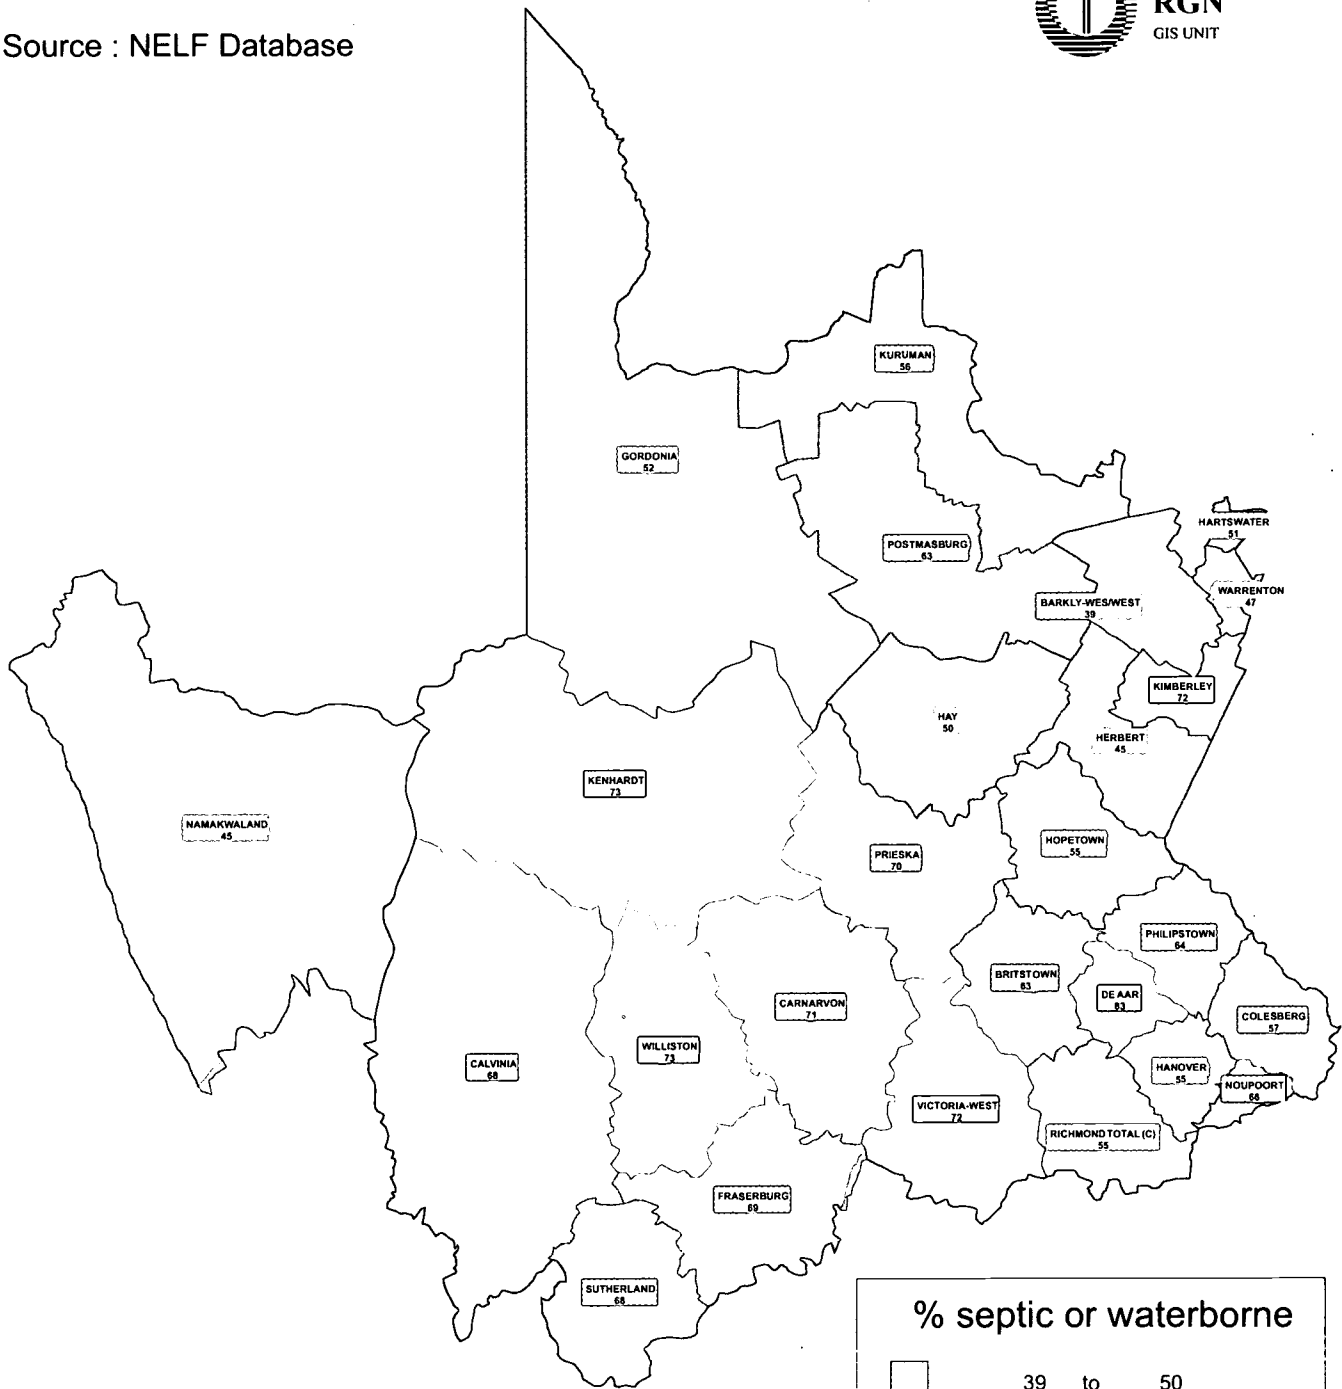 RGN
GIS UNIT
Source : NELF Database
KURUMAN
56
GORDONIA
52
HARTSWATER
51
POSTMASBURG
63
WARRENTON
47
BARKLY-WES/WEST
39
KIMBERLEY
72
HAY
50
HERBERT
45
KENHARDT
73
NAMAKWALAND
45
HOPETOWN
55
PRIESKA
70
PHILIPSTOWN
64
BRITSTOWN
63
DE AAR
83
CARNARVON
71
COLESBERG
57
WILLISTON
73
CALVINIA
68
HANOVER
55
NOUPOORT
66
VICTORIA-WEST
72
RICHMOND TOTAL (C)
55
FRASERBURG
69
SUTHERLAND
68
% septic or waterborne
39 to 50